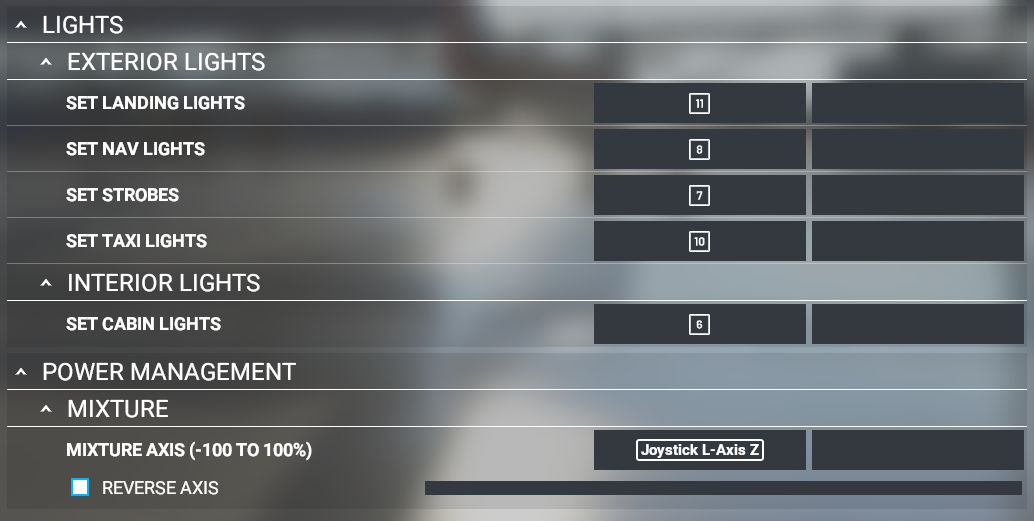 LIGHTS
EXTERIOR LIGHTS
SET LANDING LIGHTS 11
SET NAV LIGHTS 8
SET STROBES 7
SET TAXI LIGHTS 10
INTERIOR LIGHTS
SET CABIN LIGHTS 6
POWER MANAGEMENT
MIXTURE
MIXTURE AXIS (-100 TO 100%) Joystick L-Axis Z
REVERSE AXIS